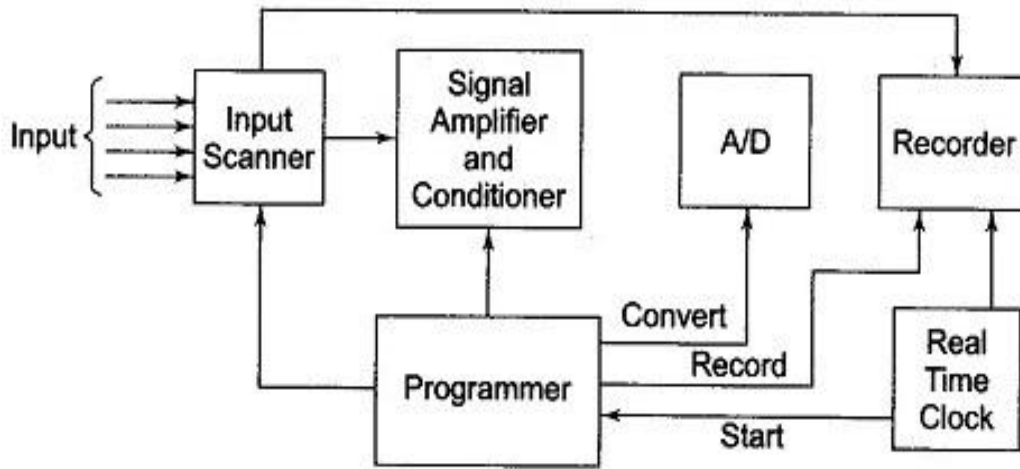 Input
Input
Scanner
Signal
Amplifier
and
Conditioner
A/D
Recorder
Programmer
Convert
Record
Start
Real
Time
Clock